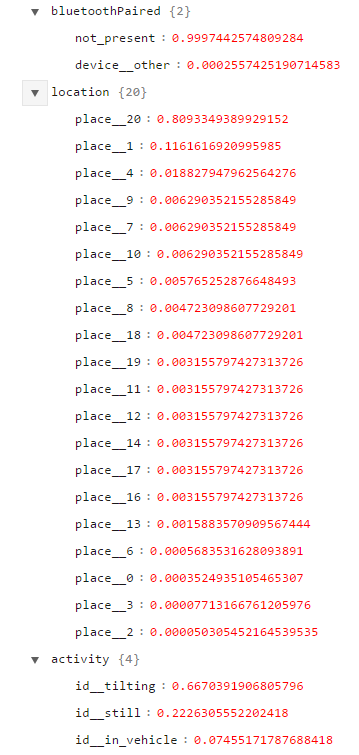 ▼ bluetoothPaired {2}
not_present : 0.9997442574809284
device__other : 0.0002557425190714583
▼ location {20}
place__20 : 0.8093349389929152
place__1 : 0.1161616920995985
place__4 : 0.018827947962564276
place__9 : 0.006290352155285849
place__7 : 0.006290352155285849
place__10 : 0.006290352155285849
place__5 : 0.005765252876648493
place__8 : 0.004723098607729201
place__18 : 0.004723098607729201
place__19 : 0.003155797427313726
place__11 : 0.003155797427313726
place__12 : 0.003155797427313726
place__14 : 0.003155797427313726
place__17 : 0.003155797427313726
place__16 : 0.003155797427313726
place__13 : 0.0015883570909567444
place__6 : 0.0005683531628093891
place__0 : 0.0003524935105465307
place__3 : 0.00007713166761205976
place__2 : 0.000050305452164539535
▼ activity {4}
id__tilting : 0.6670391906805796
id__still : 0.2226305552202418
id__in_vehicle : 0.07455171787688418